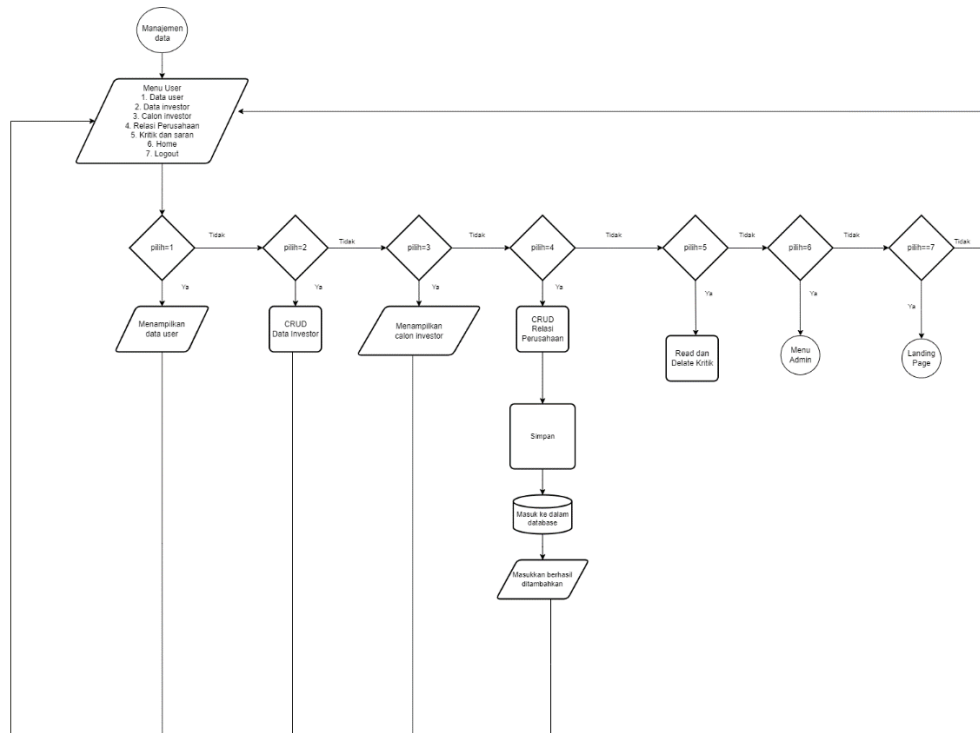 Manajemen
data
Menu User
1. Data user
2. Data investor
3. Calon investor
4. Relasi Perusahaan
5. Kritik dan saran
6. Home
7. Logout
pilih=1
Tidak
pilih=2
Tidak
pilih=3
Tidak
pilih=4
Tidak
pilih=5
Tidak
pilih=6
Tidak
pilih==7
Tidak
Ya
Ya
Ya
Ya
Ya
Ya
Ya
Menampilkan
data user
CRUD
Data Investor
Menampilkan
calon investor
CRUD
Relasi
Perusahaan
Read dan
Delate Kritik
Menu
Admin
Landing
Page
Simpan
Masuk ke dalam
database
Masukkan berhasil
ditambahkan